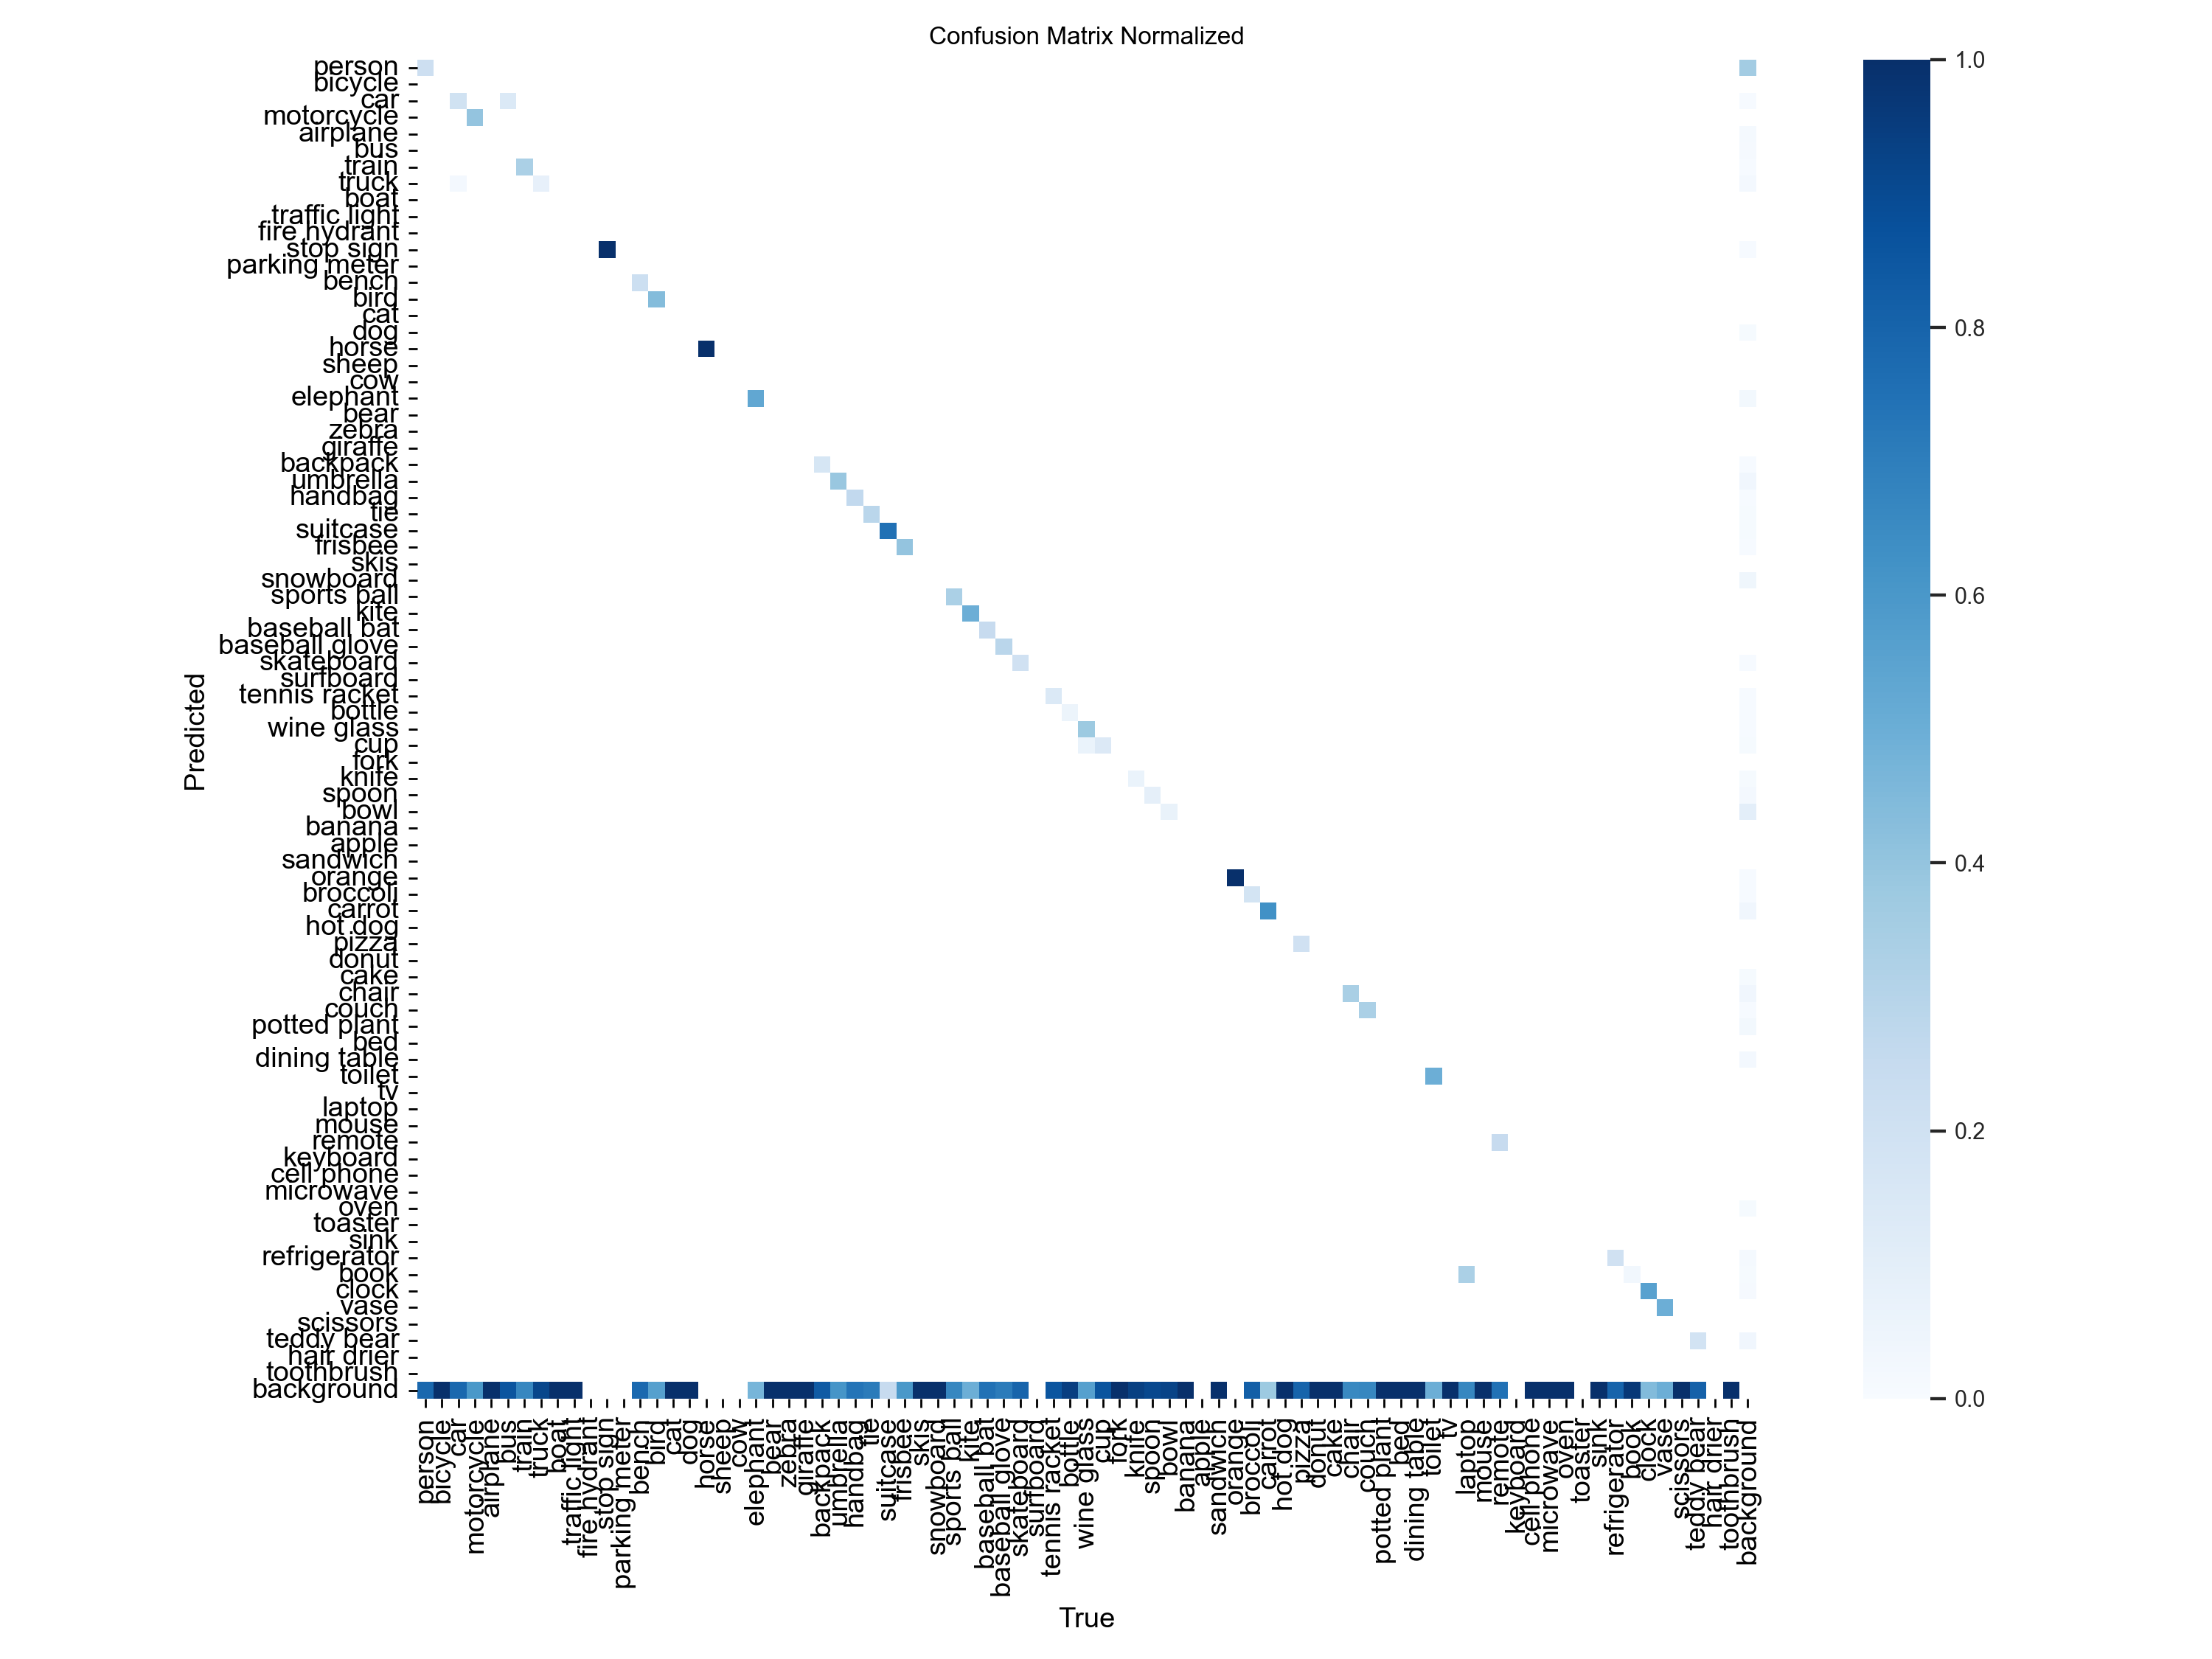 Confusion Matrix Normalized
person
bicycle
car
motorcycle
airplane
bus
train
truck
boat
traffic light
fire hydrant
stop sign
parking meter
bench
bird
cat
dog
horse
sheep
cow
elephant
bear
zebra
giraffe
backpack
umbrella
handbag
tie
suitcase
frisbee
skis
snowboard
sports ball
kite
baseball bat
baseball glove
skateboard
surfboard
tennis racket
bottle
wine glass
cup
fork
knife
spoon
bowl
banana
apple
sandwich
orange
broccoli
carrot
hot dog
pizza
donut
cake
chair
couch
potted plant
bed
dining table
toilet
tv
laptop
mouse
remote
keyboard
cell phone
microwave
oven
toaster
sink
refrigerator
book
clock
vase
scissors
teddy bear
hair drier
toothbrush
background
Predicted
person
bicycle
car
motorcycle
airplane
bus
train
truck
boat
traffic light
fire hydrant
stop sign
parking meter
bench
bird
cat
dog
horse
sheep
cow
elephant
bear
zebra
giraffe
backpack
umbrella
handbag
tie
suitcase
frisbee
skis
snowboard
sports ball
kite
baseball bat
baseball glove
skateboard
surfboard
tennis racket
bottle
wine glass
cup
fork
knife
spoon
bowl
banana
apple
sandwich
orange
broccoli
carrot
hot dog
pizza
donut
cake
chair
couch
potted plant
bed
dining table
toilet
tv
laptop
mouse
remote
keyboard
cell phone
microwave
oven
toaster
sink
refrigerator
book
clock
vase
scissors
teddy bear
hair drier
toothbrush
background
True
1.0
0.8
0.6
0.4
0.2
0.0